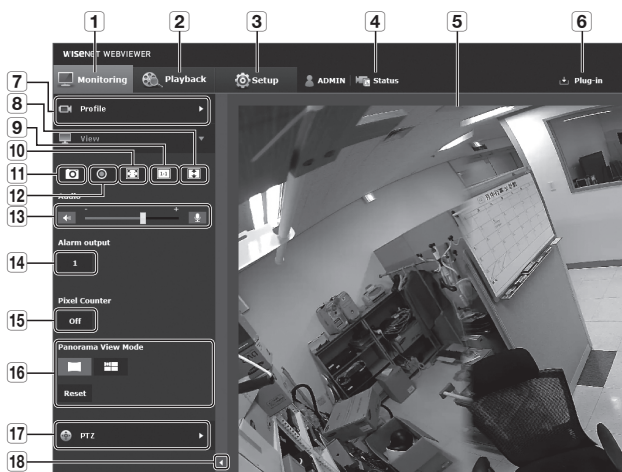 1 2 3 4 5 6
WISENET WEBVIEWER
Monitoring Playback Setup ADMIN Status Plug-in
7
Profile
8
View
9
10
11
1:1
12
Audio
13
- +
Alarm output
14
1
Pixel Counter
15
Off
Panorama View Mode
16
Reset
17
PTZ
18